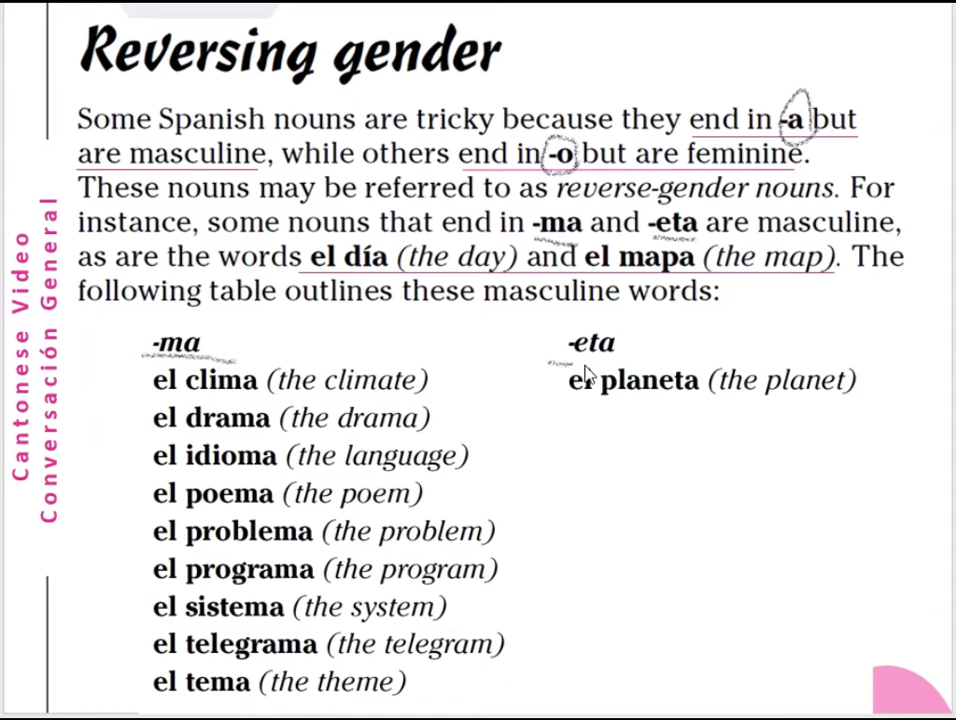 Reversing gender
Some Spanish nouns are tricky because they end in -a but
are masculine, while others end in -o but are feminine.
These nouns may be referred to as reverse-gender nouns. For
instance, some nouns that end in -ma and -eta are masculine,
as are the words el día (the day) and el mapa (the map). The
following table outlines these masculine words:
-ma
el clima (the climate)
el drama (the drama)
el idioma (the language)
el poema (the poem)
el problema (the problem)
el programa (the program)
el sistema (the system)
el telegrama (the telegram)
el tema (the theme)
-eta
el planeta (the planet)
Cantonese Video
Conversación General